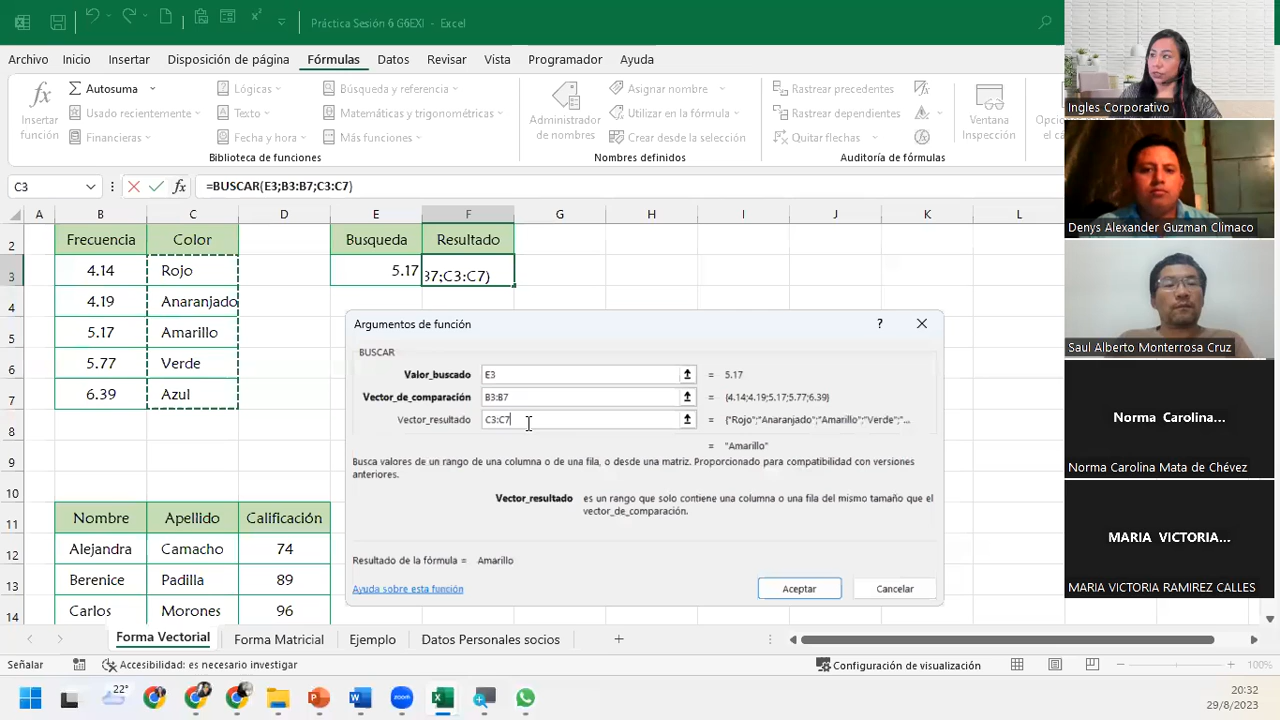 Práctica Sesion 6 G6EXI - Excel
Archivo Inicio Insertar Disposición de página Fórmulas Revisar Ayuda
Insertar función
Autosuma
Lógicas
Texto
Fecha y hora
Más funciones
Biblioteca de funciones
Administrador de nombres
Asignar nombre
Utilizar en la fórmula
Crear desde la selección
Nombres definidos
Rastrear precedentes
Rastrear dependientes
Quitar flechas
Auditoría de fórmulas
Ventana Inspección
C3
=BUSCAR(E3;B3:B7;C3:C7)
A B C D E F G H I J K L
2 Frecuencia Color Busqueda Resultado
3 4.14 Rojo 5.17 B7;C3:C7)
4 4.19 Anaranjado
5 5.17 Amarillo
6 5.77 Verde
7 6.39 Azul
8
9
10
11 Nombre Apellido Calificación
12 Alejandra Camacho 74
13 Berenice Padilla 89
14 Carlos Morones 96
Argumentos de función ?
BUSCAR
Valor_buscado E3 = 5.17
Vector_de_comparación B3:B7 = {4.14;4.19;5.17;5.77;6.39}
Vector_resultado C3:C7 = {"Rojo";"Anaranjado";"Amarillo";"Verde";"...
= "Amarillo"
Busca valores de un rango de una columna o de una fila, o desde una matriz. Proporcionado para compatibilidad con versiones
anteriores.
Vector_resultado es un rango que solo contiene una columna o una fila del mismo tamaño que el
vector_de_comparación.
Resultado de la fórmula = Amarillo
Ayuda sobre esta función
Aceptar Cancelar
Forma Vectorial Forma Matricial Ejemplo Datos Personales socios
Señalar Accesibilidad: es necesario investigar Configuración de visualización 100%
22° zoom
20:32
29/8/2023
Ingles Corporativo
Denys Alexander Guzman Climaco
Saul Alberto Monterrosa Cruz
Norma Carolina...
Norma Carolina Mata de Chévez
MARIA VICTORIA...
MARIA VICTORIA RAMIREZ CALLES